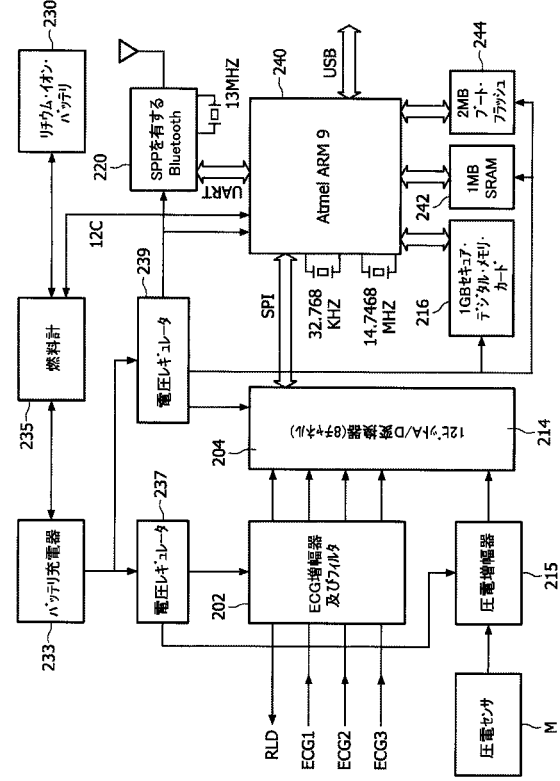 230
リチウム・イオン・
バッテリ
235
燃料計
233
バッテリ充電器
12C
220
SPPを有する
Bluetooth
13MHZ
UART
239
電圧レギュレータ
237
電圧レギュレータ
240
Atmel ARM 9
USB
SPI
32.768
KHZ
14.7468
MHZ
244
2MB
ブート・
フラッシュ
242
1MB
SRAM
216
1GBセキュア・
デジタル・メモリ・
カード
204
12ビットA/D変換器(8チャネル)
214
202
ECG増幅器
及びフィルタ
RLD
ECG1
ECG2
ECG3
圧電増幅器
215
圧電センサ
M